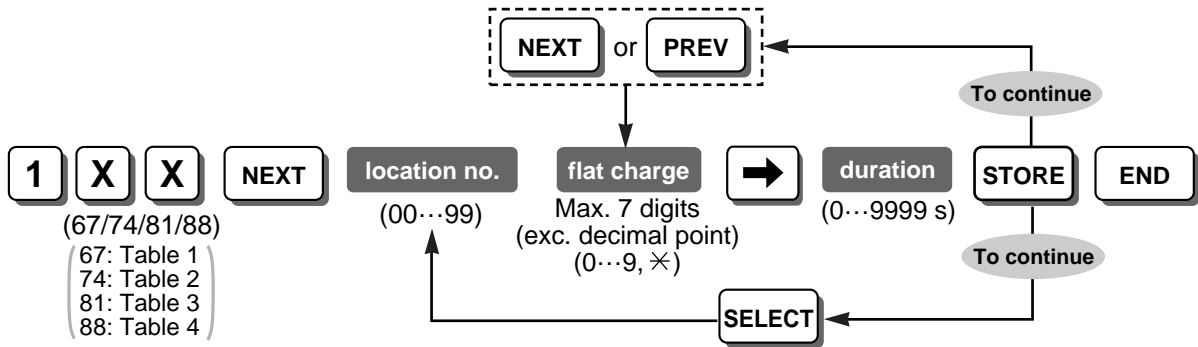 NEXT or PREV
To continue
1 X X NEXT location no. flat charge ➡ duration STORE END
(67/74/81/88) (00···99) Max. 7 digits (0···9999 s)
(exc. decimal point)
(0···9, ✳)
67: Table 1
74: Table 2
81: Table 3
88: Table 4
To continue
SELECT